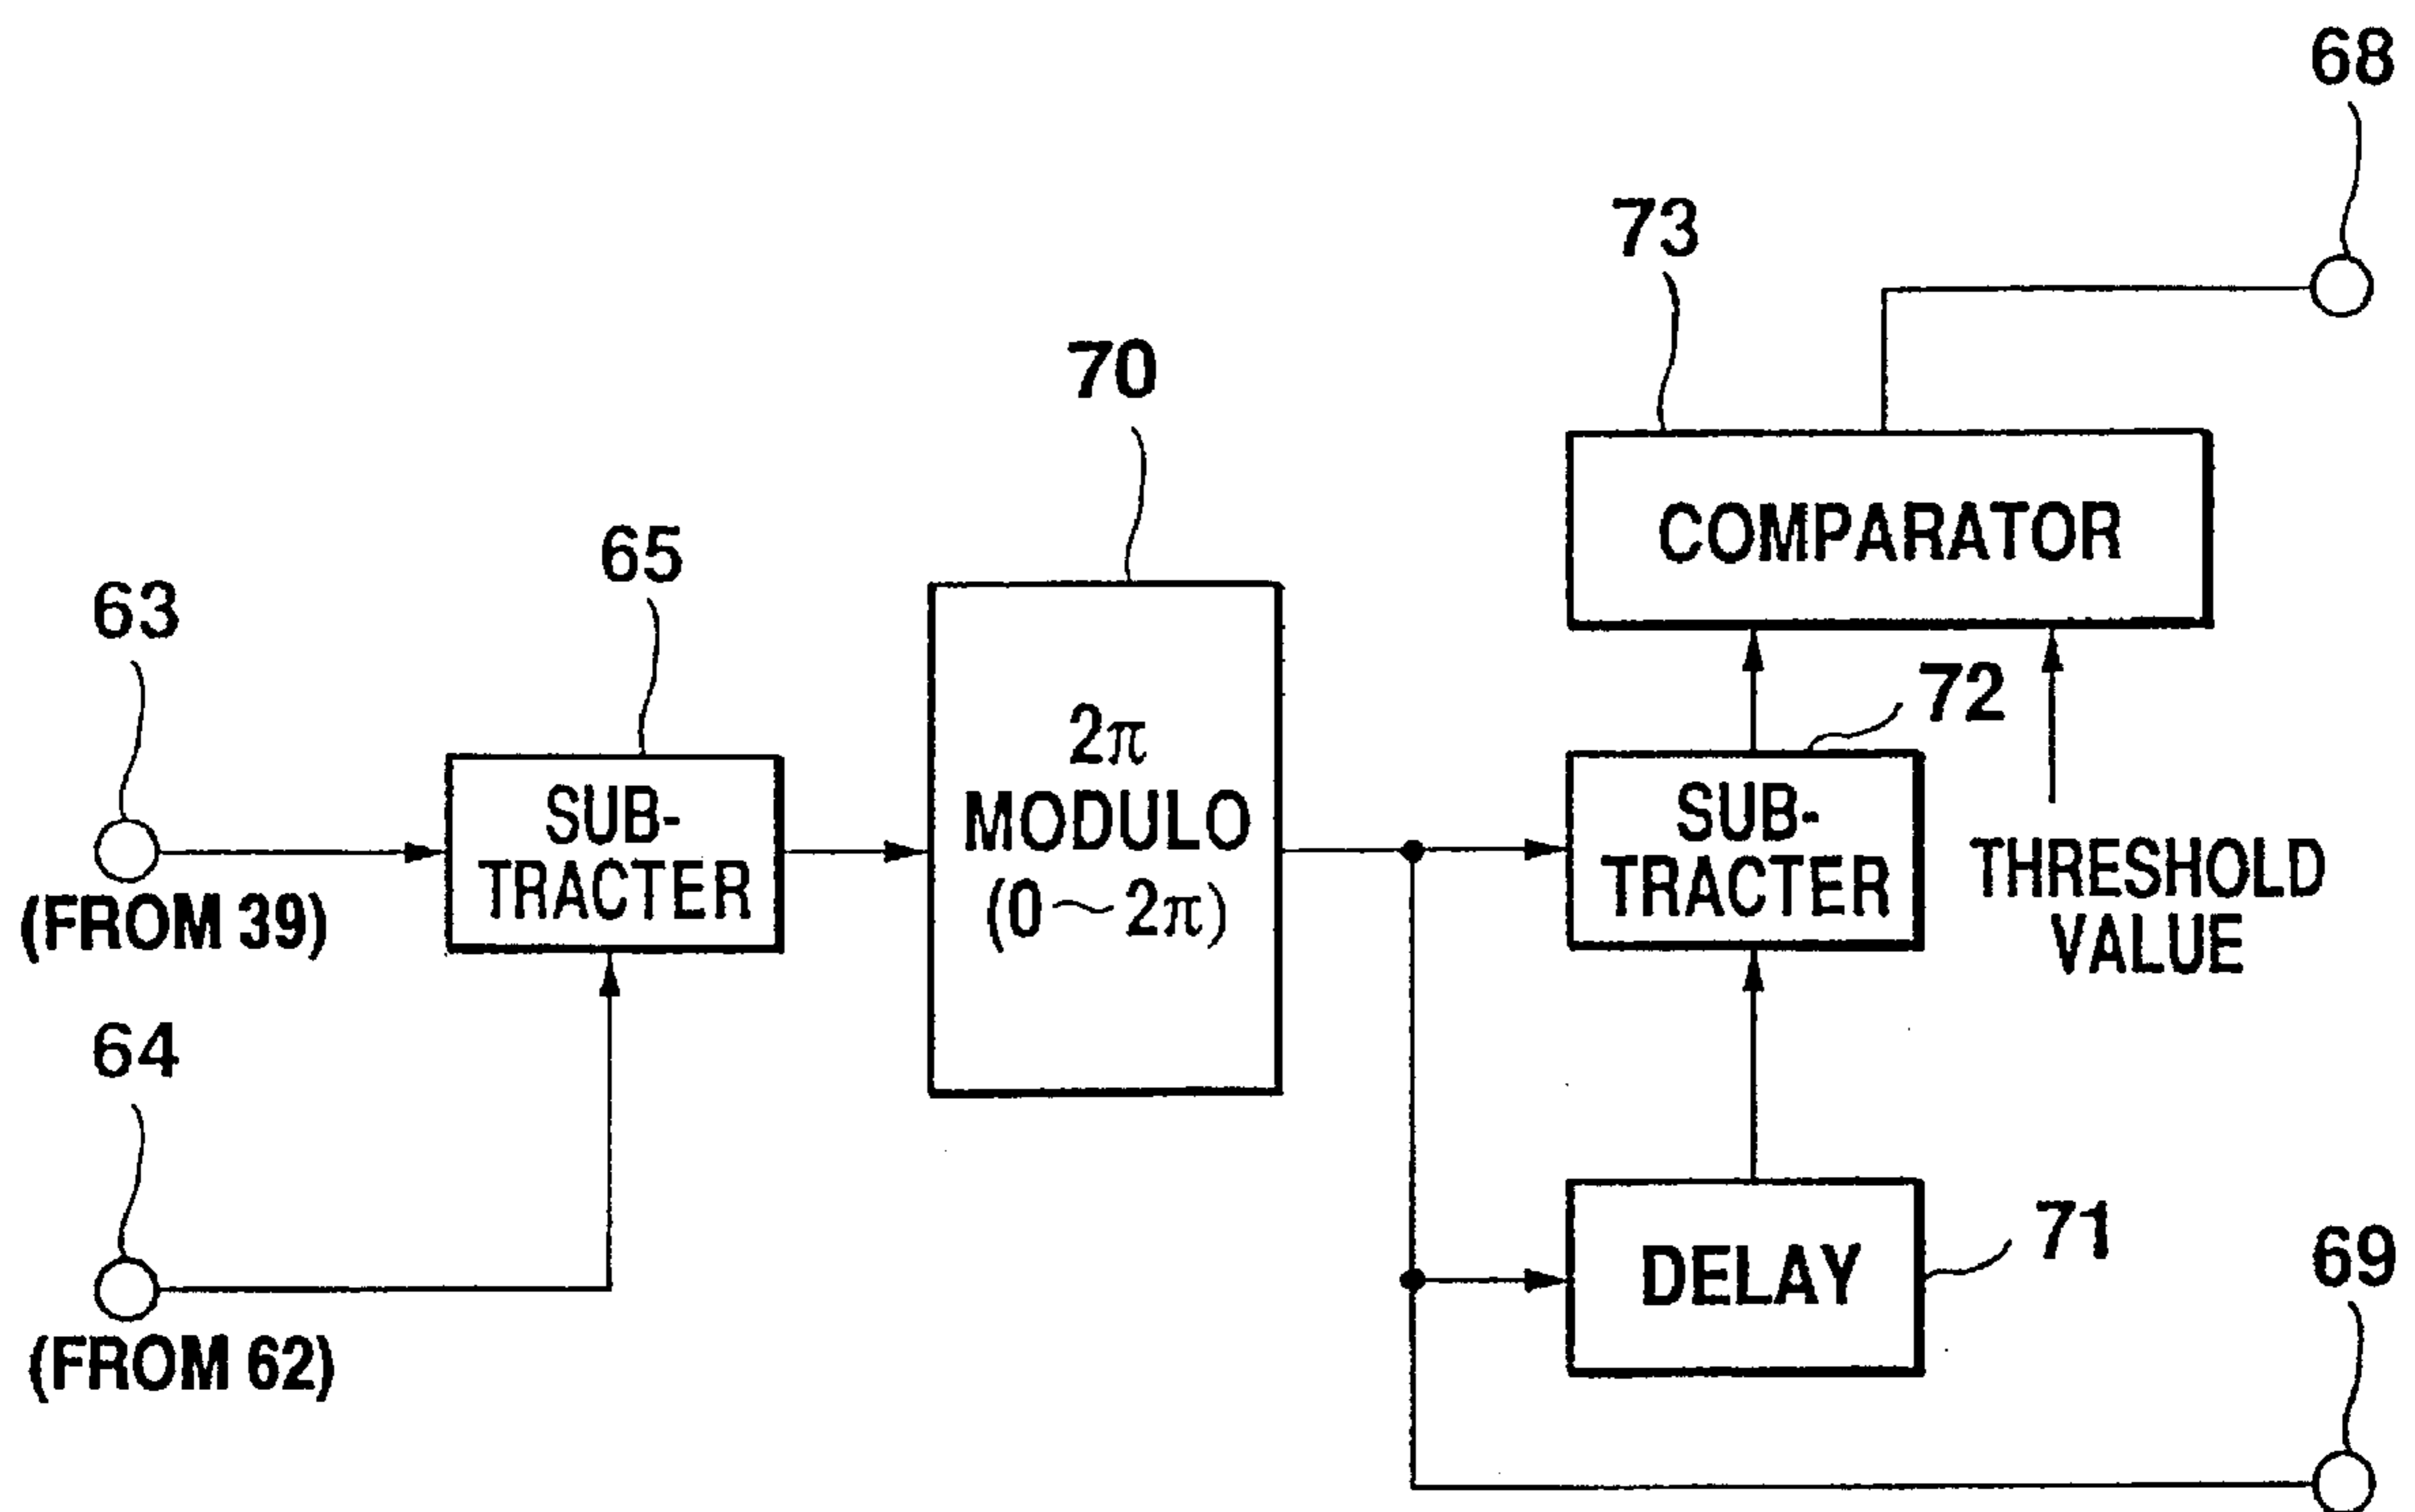 68
73
70
COMPARATOR
65
63
72
2π
MODULO
(0～2π)
SUB-
TRACTER
SUB-
TRACTER
THRESHOLD
VALUE
(FROM 39)
64
71
DELAY
69
(FROM 62)